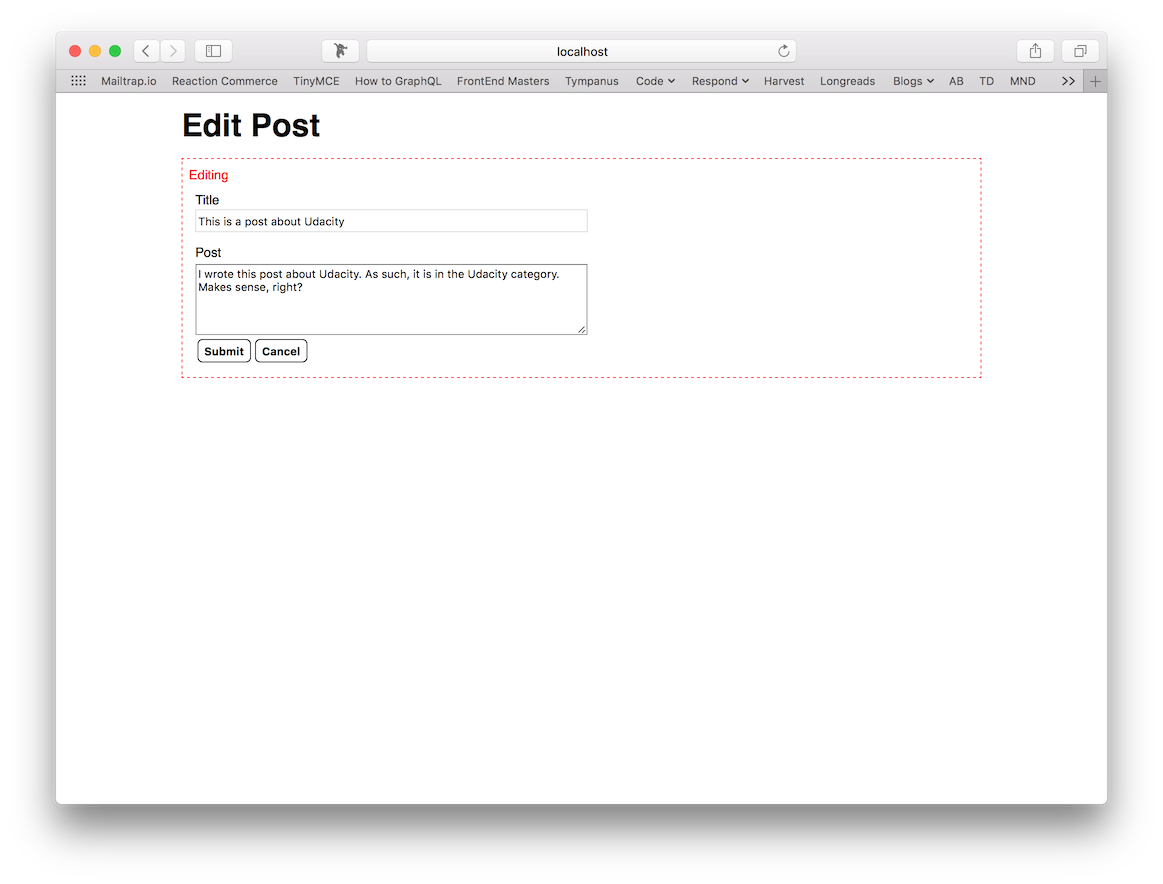 localhost
Mailtrap.io Reaction Commerce TinyMCE How to GraphQL FrontEnd Masters Tympanus Code Respond Harvest Longreads Blogs AB TD MND
Edit Post
Editing
Title
This is a post about Udacity
Post
I wrote this post about Udacity. As such, it is in the Udacity category.
Makes sense, right?
Submit Cancel